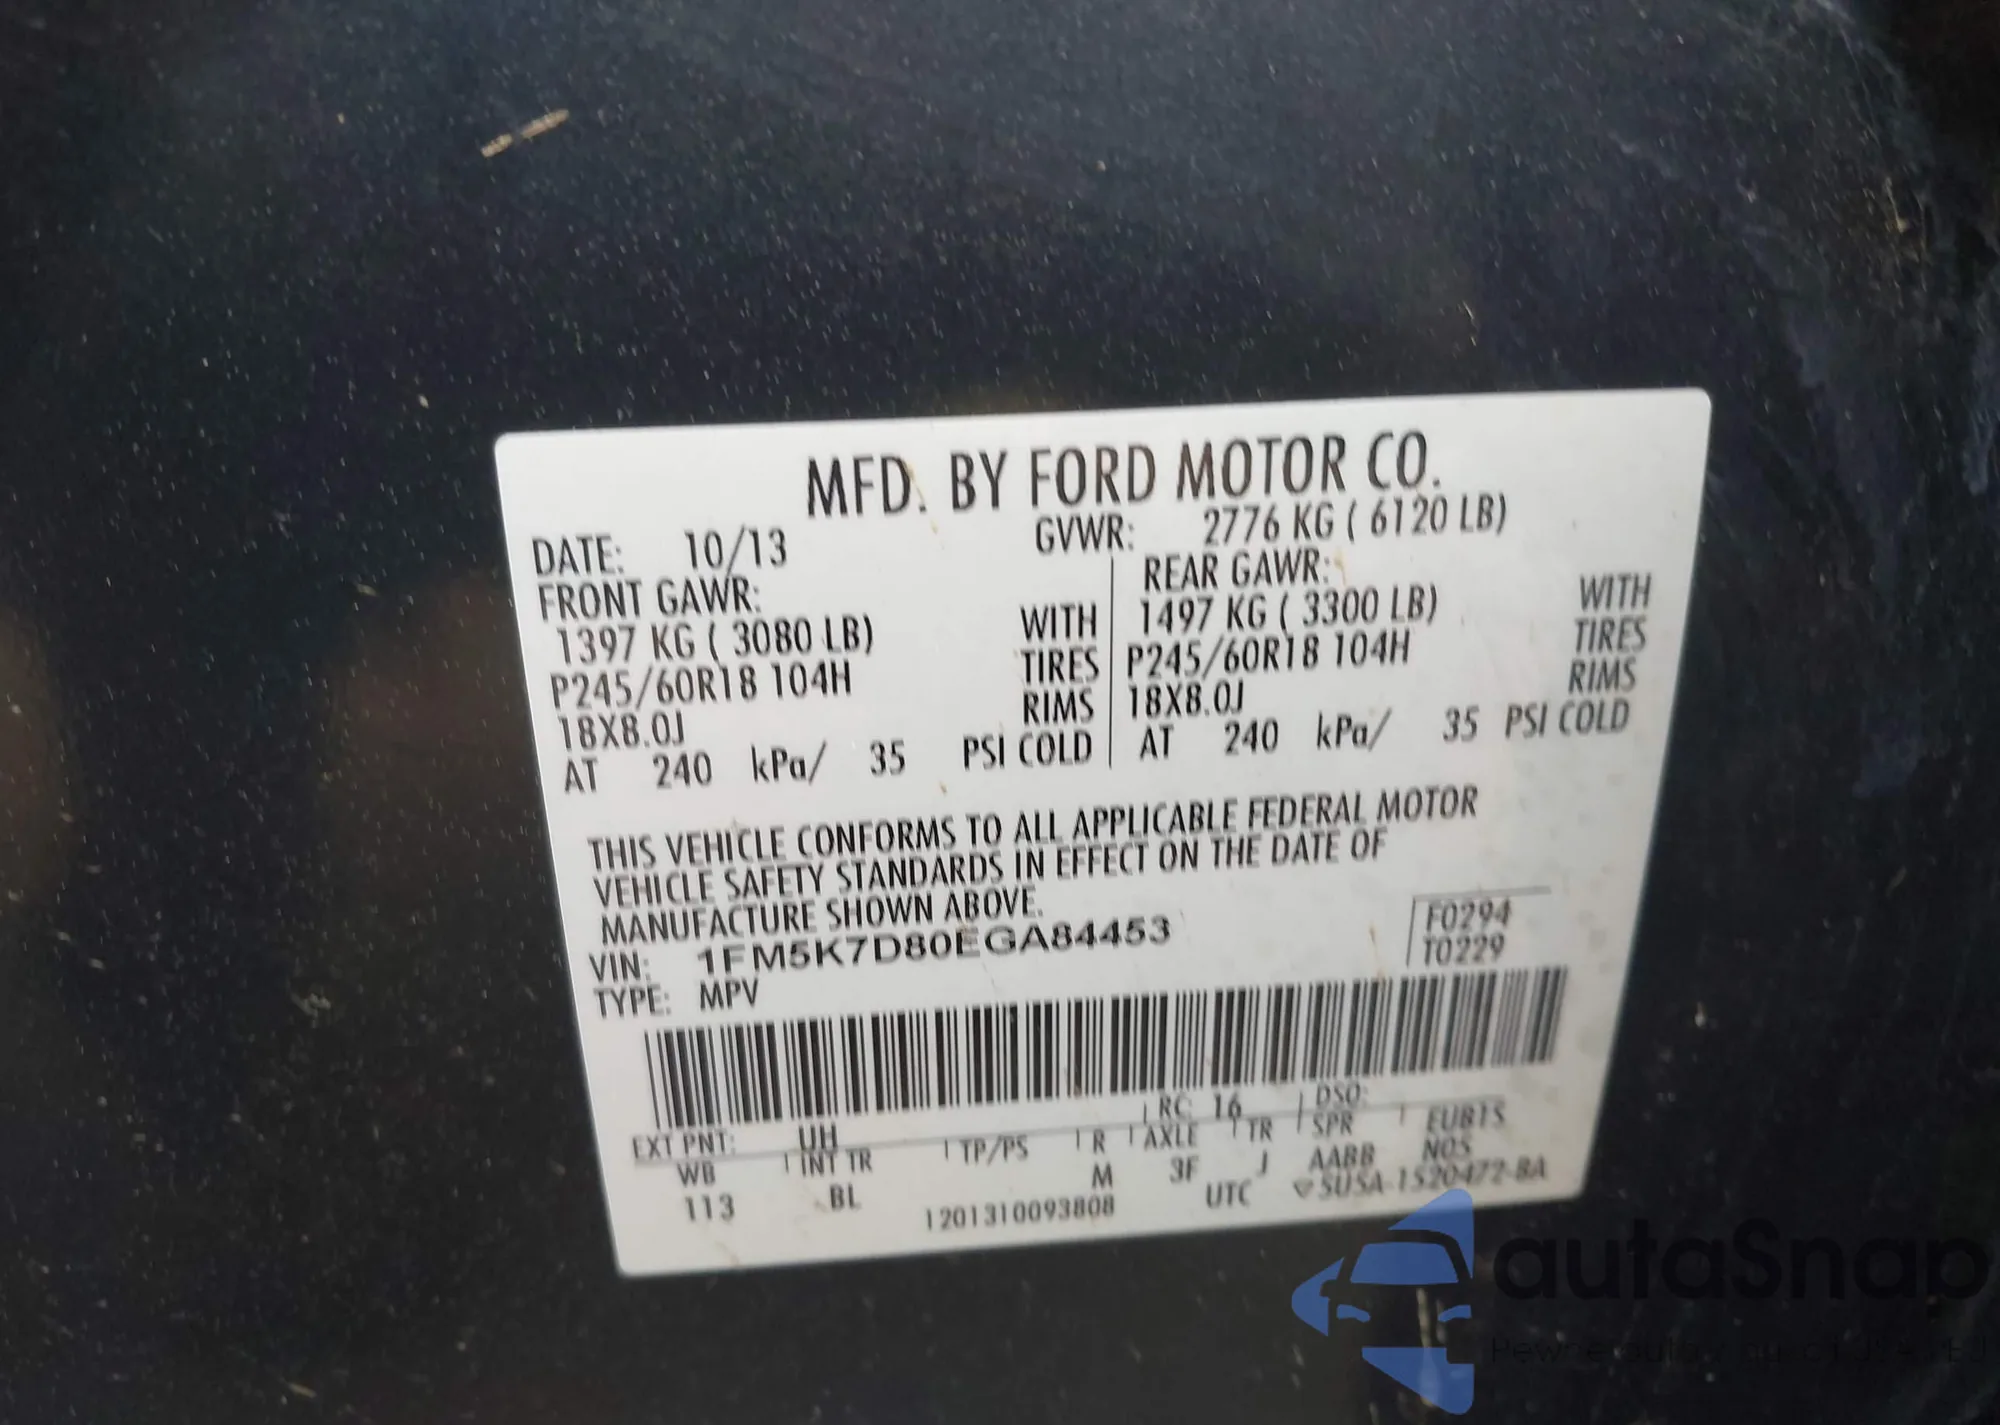 MFD. BY FORD MOTOR CO.
DATE: 10/13 GVWR: 2776 KG ( 6120 LB)
FRONT GAWR: REAR GAWR:
1397 KG ( 3080 LB) WITH 1497 KG ( 3300 LB) WITH
P245/60R18 104H TIRES P245/60R18 104H TIRES
18X8.0J RIMS 18X8.0J RIMS
AT 240 kPa/ 35 PSI COLD AT 240 kPa/ 35 PSI COLD
THIS VEHICLE CONFORMS TO ALL APPLICABLE FEDERAL MOTOR
VEHICLE SAFETY STANDARDS IN EFFECT ON THE DATE OF
MANUFACTURE SHOWN ABOVE.
VIN: 1FM5K7D80EGA84453
TYPE: MPV
F0294
T0229
EXT PNT: UH RC: 16 DSO:
WB INT TR TP/PS R AXLE TR SPR EUBTS
113 BL M 3F J AABB NOS
1201310093808 UTC SU5A-1520472-BA
autoSnap